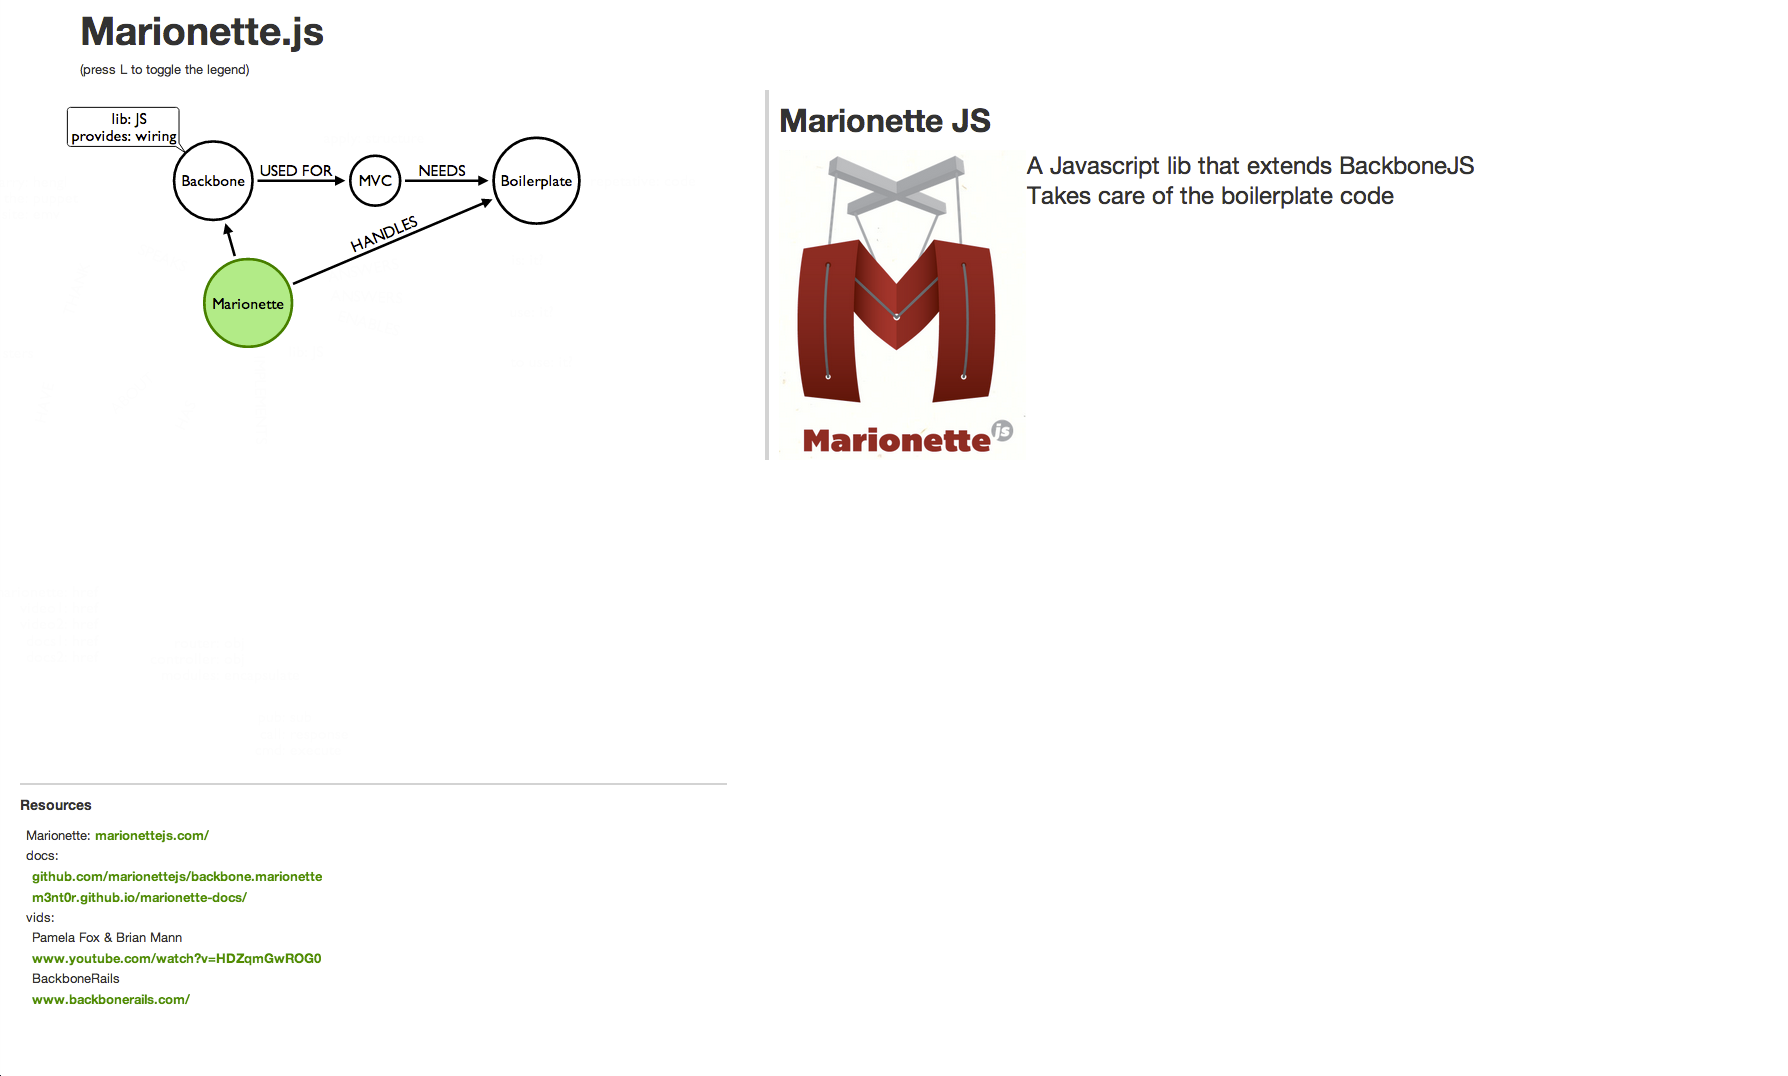 Marionette.js
(press L to toggle the legend)
lib: JS
provides: wiring
Backbone
USED FOR
MVC
NEEDS
Boilerplate
HANDLES
Marionette
Marionette JS
A Javascript lib that extends BackboneJS
Takes care of the boilerplate code
Marionette js
Resources
Marionette: marionettejs.com/
docs:
github.com/marionettejs/backbone.marionette
m3nt0r.github.io/marionette-docs/
vids:
Pamela Fox & Brian Mann
www.youtube.com/watch?v=HDZqmGwROG0
BackboneRails
www.backbonerails.com/